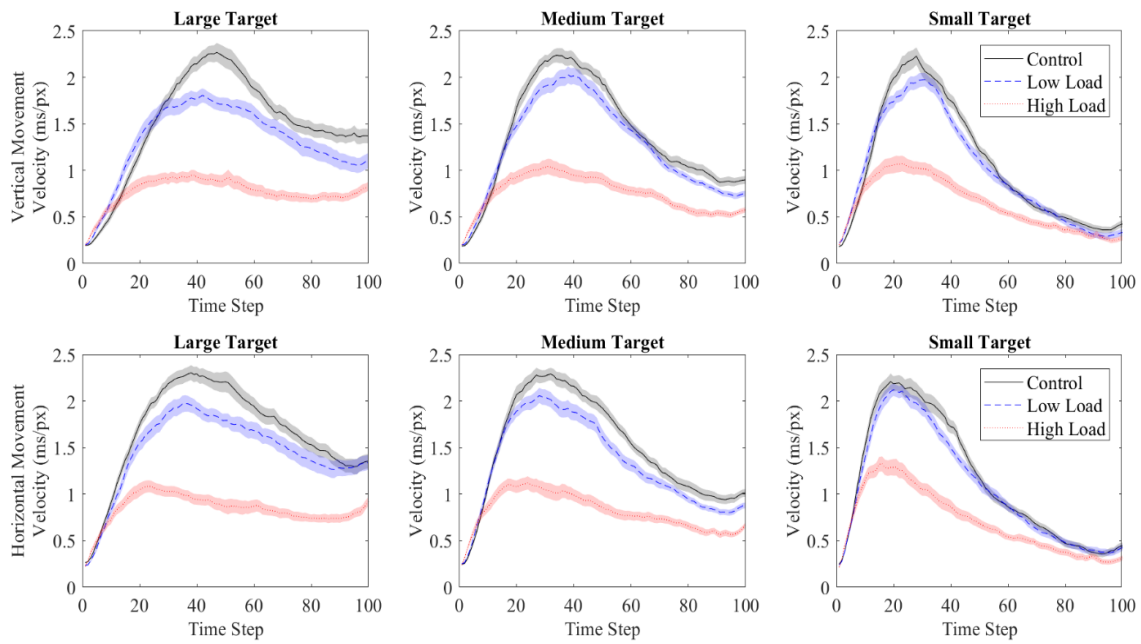 Large Target
Medium Target
Small Target
Vertical Movement
Velocity (ms/px)
2.5
2
1.5
1
0.5
0
0 20 40 60 80 100
Time Step
Velocity (ms/px)
2.5
2
1.5
1
0.5
0
0 20 40 60 80 100
Time Step
Velocity (ms/px)
2.5
2
1.5
1
0.5
0
0 20 40 60 80 100
Time Step
Control
Low Load
High Load
Large Target
Medium Target
Small Target
Horizontal Movement
Velocity (ms/px)
2.5
2
1.5
1
0.5
0
0 20 40 60 80 100
Time Step
Velocity (ms/px)
2.5
2
1.5
1
0.5
0
0 20 40 60 80 100
Time Step
Velocity (ms/px)
2.5
2
1.5
1
0.5
0
0 20 40 60 80 100
Time Step
Control
Low Load
High Load